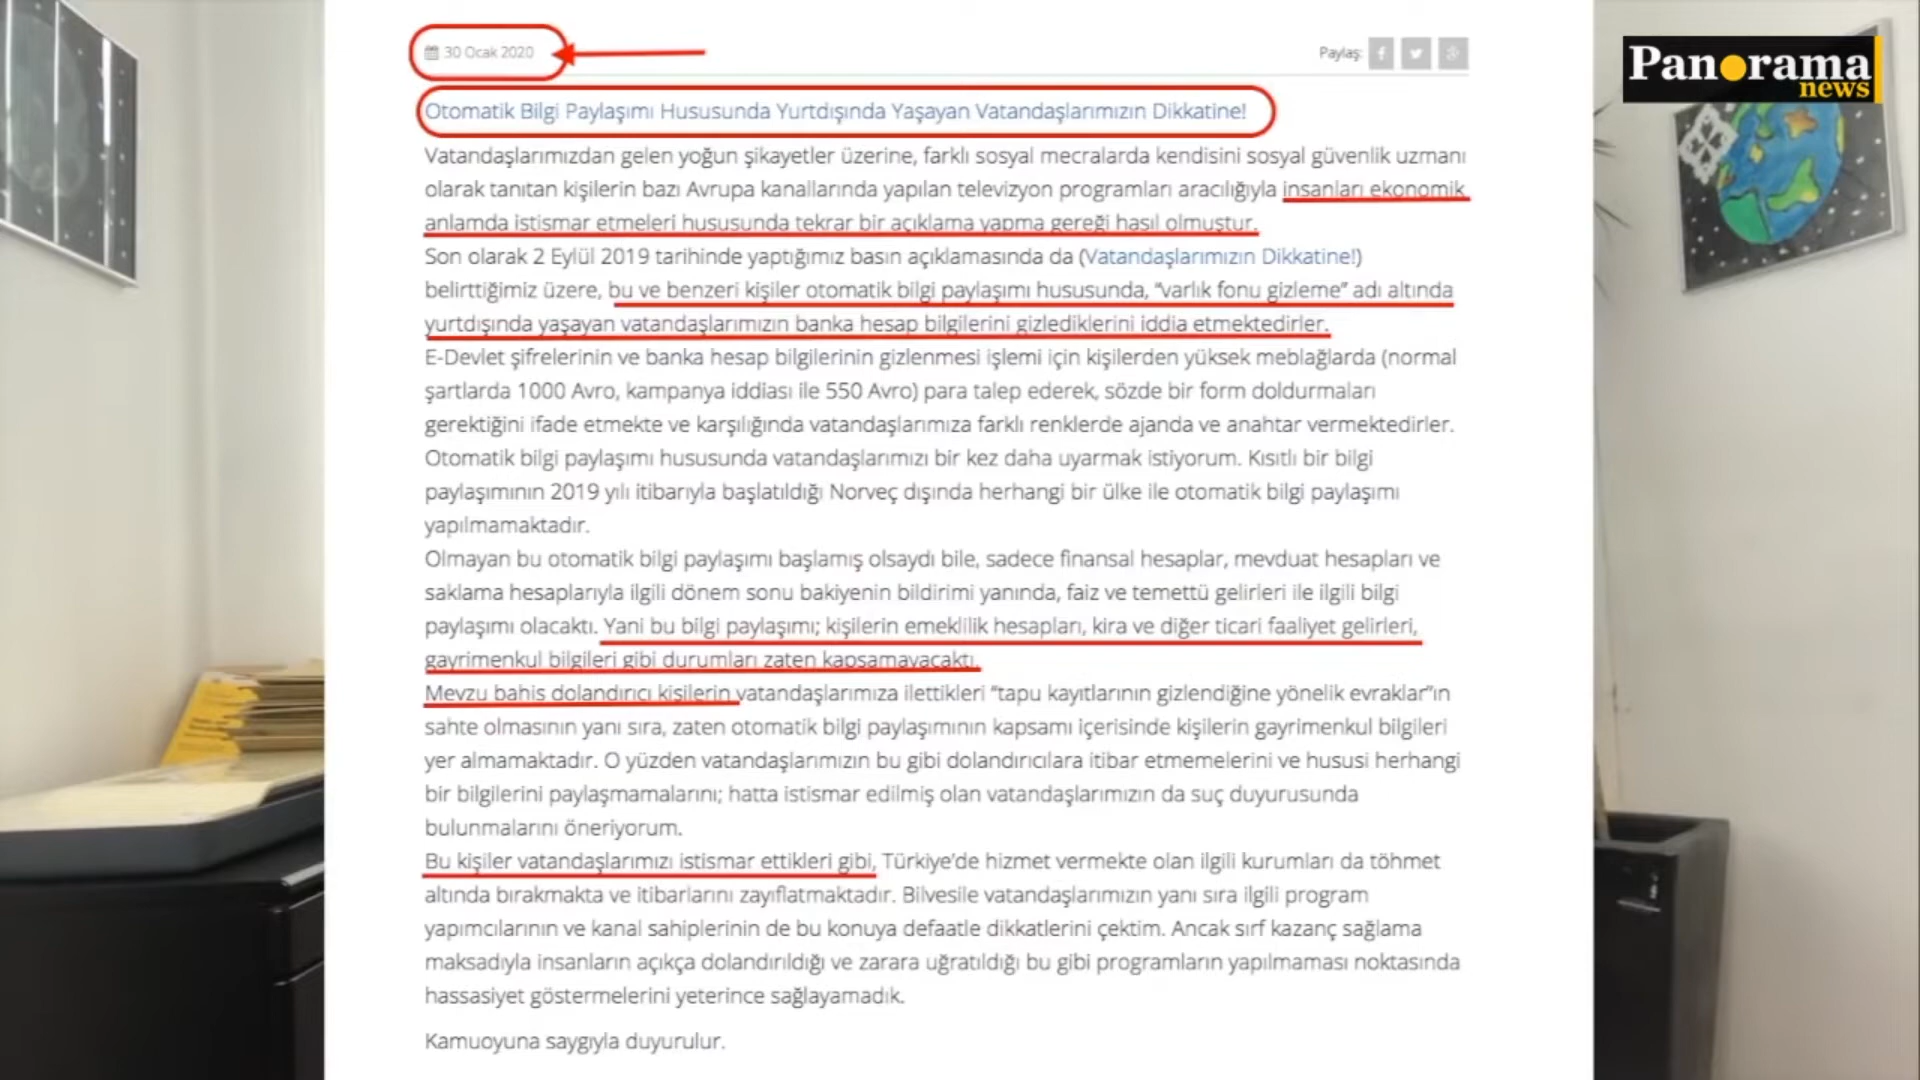 30 Ocak 2020
Paylaş:
Panorama
news
Otomatik Bilgi Paylaşımı Hususunda Yurtdışında Yaşayan Vatandaşlarımızın Dikkatine!
Vatandaşlarımızdan gelen yoğun şikayetler üzerine, farklı sosyal mecralarda kendisini sosyal güvenlik uzmanı
olarak tanıtan kişilerin bazı Avrupa kanallarında yapılan televizyon programları aracılığıyla insanları ekonomik
anlamda istismar etmeleri hususunda tekrar bir açıklama yapma gereği hasıl olmuştur.
Son olarak 2 Eylül 2019 tarihinde yaptığımız basın açıklamasında da (Vatandaşlarımızın Dikkatine!)
belirttiğimiz üzere, bu ve benzeri kişiler otomatik bilgi paylaşımı hususunda, “varlık fonu gizleme” adı altında
yurtdışında yaşayan vatandaşlarımızın banka hesap bilgilerini gizlediklerini iddia etmektedirler.
E-Devlet şifrelerinin ve banka hesap bilgilerinin gizlenmesi işlemi için kişilerden yüksek meblağlarda (normal
şartlarda 1000 Avro, kampanya iddiası ile 550 Avro) para talep ederek, sözde bir form doldurmaları
gerektiğini ifade etmekte ve karşılığında vatandaşlarımıza farklı renklerde ajanda ve anahtar vermektedirler.
Otomatik bilgi paylaşımı hususunda vatandaşlarımızı bir kez daha uyarmak istiyorum. Kısıtlı bir bilgi
paylaşımının 2019 yılı itibarıyla başlatıldığı Norveç dışında herhangi bir ülke ile otomatik bilgi paylaşımı
yapılmamaktadır.
Olmayan bu otomatik bilgi paylaşımı başlamış olsaydı bile, sadece finansal hesaplar, mevduat hesapları ve
saklama hesaplarıyla ilgili dönem sonu bakiyenin bildirimi yanında, faiz ve temettü gelirleri ile ilgili bilgi
paylaşımı olacaktı. Yani bu bilgi paylaşımı; kişilerin emeklilik hesapları, kira ve diğer ticari faaliyet gelirleri,
gayrimenkul bilgileri gibi durumları zaten kapsamayacaktı.
Mevzu bahis dolandırıcı kişilerin vatandaşlarımıza ilettikleri “tapu kayıtlarının gizlendiğine yönelik evraklar”ın
sahte olmasının yanı sıra, zaten otomatik bilgi paylaşımının kapsamı içerisinde kişilerin gayrimenkul bilgileri
yer almamaktadır. O yüzden vatandaşlarımızın bu gibi dolandırıcılara itibar etmemelerini ve hususi herhangi
bir bilgilerini paylaşmamalarını; hatta istismar edilmiş olan vatandaşlarımızın da suç duyurusunda
bulunmalarını öneriyorum.
Bu kişiler vatandaşlarımızı istismar ettikleri gibi, Türkiye’de hizmet vermekte olan ilgili kurumları da töhmet
altında bırakmakta ve itibarlarını zayıflatmaktadır. Bilvesile vatandaşlarımızın yanı sıra ilgili program
yapımcılarının ve kanal sahiplerinin de bu konuya defaatle dikkatlerini çektim. Ancak sırf kazanç sağlama
maksadıyla insanların açıkça dolandırıldığı ve zarara uğratıldığı bu gibi programların yapılmaması noktasında
hassasiyet göstermelerini yeterince sağlayamadık.
Kamuoyuna saygıyla duyurulur.